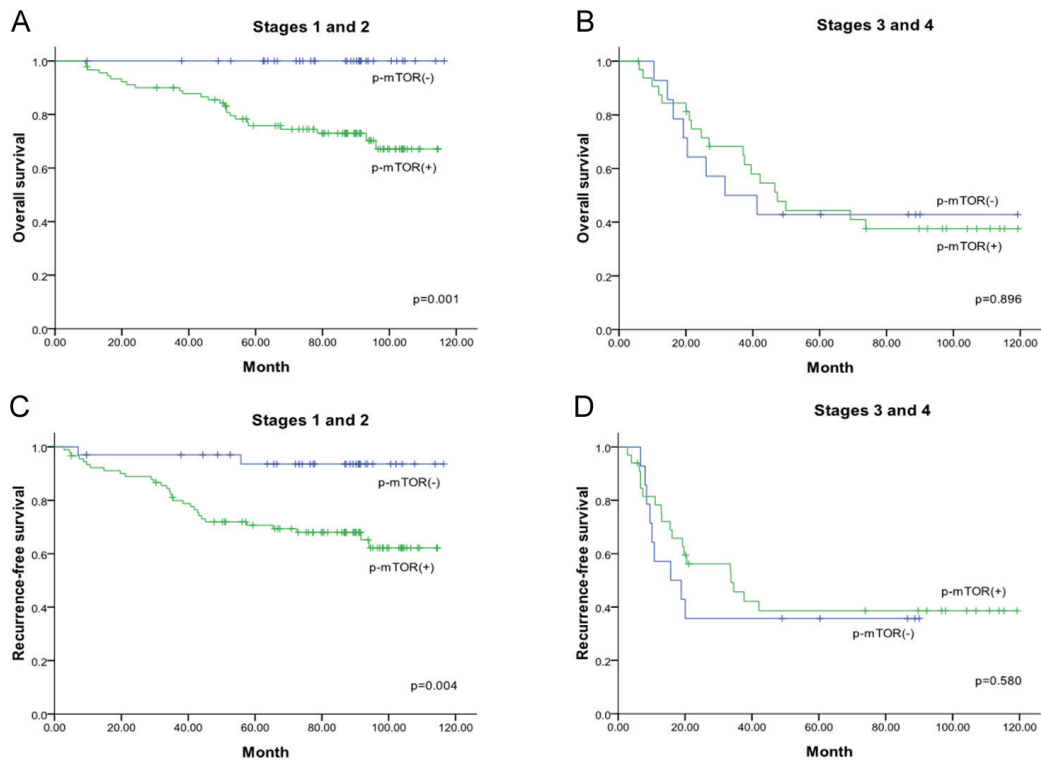 A
Stages 1 and 2
Overall survival
1.0
0.8
0.6
0.4
0.2
0.0
p-mTOR(-)
p-mTOR(+)
p=0.001
0.00 20.00 40.00 60.00 80.00 100.00 120.00
Month
B
Stages 3 and 4
Overall survival
1.0
0.8
0.6
0.4
0.2
0.0
p-mTOR(-)
p-mTOR(+)
p=0.896
0.00 20.00 40.00 60.00 80.00 100.00 120.00
Month
C
Stages 1 and 2
Recurrence-free survival
1.0
0.8
0.6
0.4
0.2
0.0
p-mTOR(-)
p-mTOR(+)
p=0.004
0.00 20.00 40.00 60.00 80.00 100.00 120.00
Month
D
Stages 3 and 4
Recurrence-free survival
1.0
0.8
0.6
0.4
0.2
0.0
p-mTOR(+)
p-mTOR(-)
p=0.580
0.00 20.00 40.00 60.00 80.00 100.00 120.00
Month